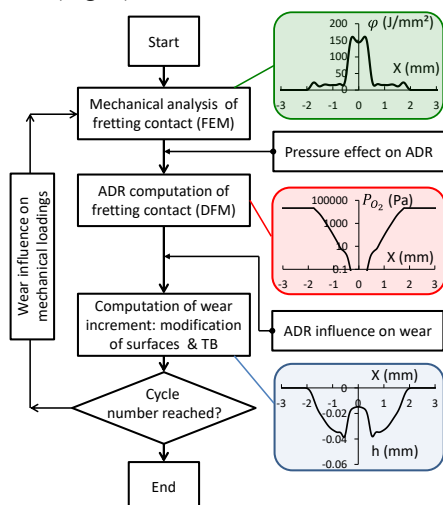 Start
Mechanical analysis of
fretting contact (FEM)
φ (J/mm²)
200
150
100
50
0
X (mm)
-3 -2 -1 0 1 2 3
Pressure effect on ADR
ADR computation of
fretting contact (DFM)
P_O₂ (Pa)
100000
1000
10
0.1
X (mm)
-3 -2 -1 0 1 2 3
Wear influence on
mechanical loadings
Computation of wear
increment: modification
of surfaces & TB
ADR influence on wear
X (mm)
-3 -2 -1 0 1 2 3
0
-0.02
-0.04
-0.06
h (mm)
Cycle
number reached?
End